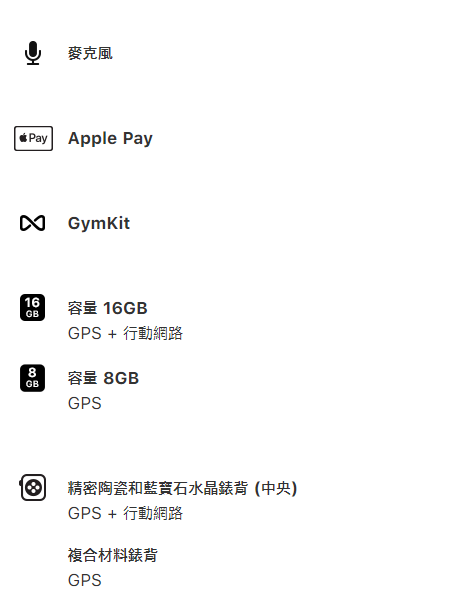 麥克風
Pay
Apple Pay
GymKit
16
GB
容量 16GB
GPS + 行動網路
8
GB
容量 8GB
GPS
精密陶瓷和藍寶石水晶錶背 (中央)
GPS + 行動網路
複合材料錶背
GPS